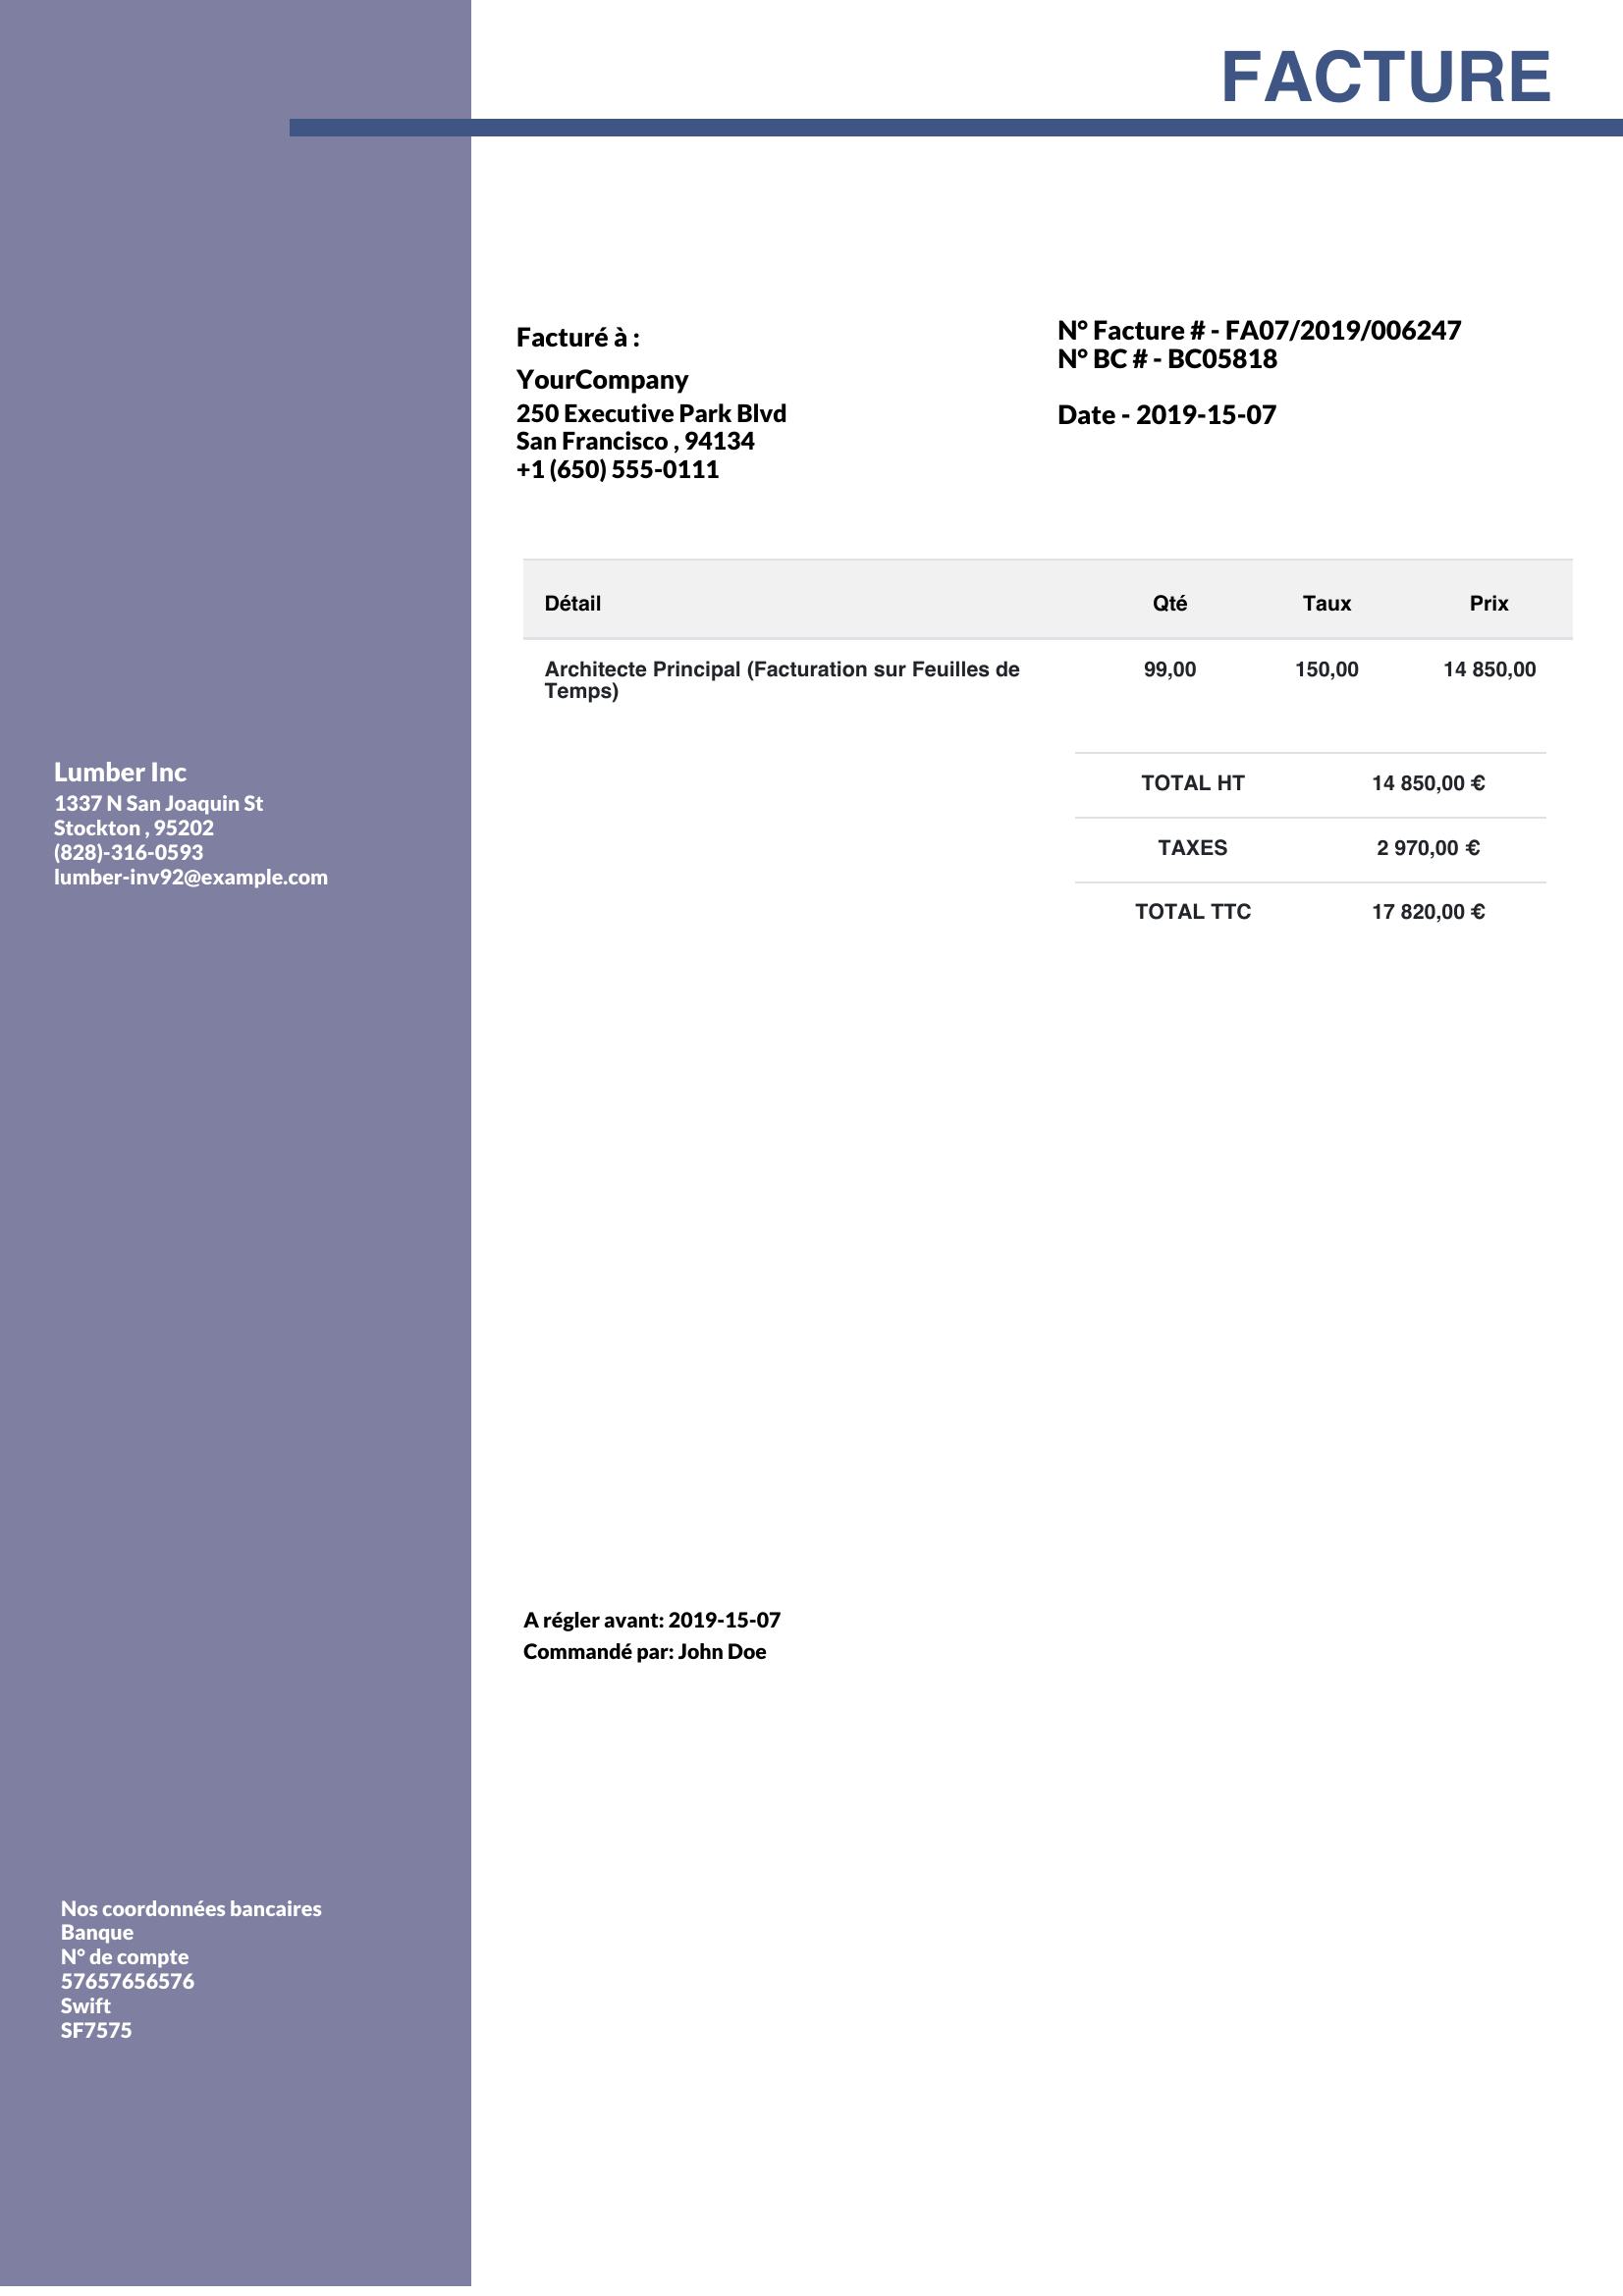 FACTURE
Facturé à :
YourCompany
250 Executive Park Blvd
San Francisco , 94134
+1 (650) 555-0111
N° Facture # - FA07/2019/006247
N° BC # - BC05818
Date - 2019-15-07
Détail Qté Taux Prix
Architecte Principal (Facturation sur Feuilles de 99,00 150,00 14 850,00
Temps)
TOTAL HT 14 850,00 €
TAXES 2 970,00 €
TOTAL TTC 17 820,00 €
Lumber Inc
1337 N San Joaquin St
Stockton , 95202
(828)-316-0593
lumber-inv92@example.com
A régler avant: 2019-15-07
Commandé par: John Doe
Nos coordonnées bancaires
Banque
N° de compte
57657656576
Swift
SF7575